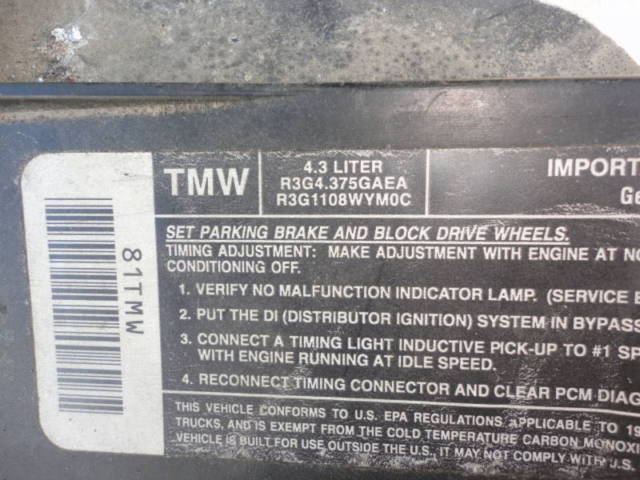 TMW
4.3 LITER
R3G4.375GAEA
R3G1108WYM0C
IMPORT
81TMW
SET PARKING BRAKE AND BLOCK DRIVE WHEELS.
TIMING ADJUSTMENT: MAKE ADJUSTMENT WITH ENGINE AT NO
CONDITIONING OFF.
1. VERIFY NO MALFUNCTION INDICATOR LAMP. (SERVICE
2. PUT THE DI (DISTRIBUTOR IGNITION) SYSTEM IN BYPASS
3. CONNECT A TIMING LIGHT INDUCTIVE PICK-UP TO #1 SP
WITH ENGINE RUNNING AT IDLE SPEED.
4. RECONNECT TIMING CONNECTOR AND CLEAR PCM DIAG
THIS VEHICLE CONFORMS TO U.S. EPA REGULATIONS APPLICABLE TO 19
TRUCKS, AND IS EXEMPT FROM THE COLD TEMPERATURE CARBON MONOXI
VEHICLE IS BUILT FOR USE OUTSIDE THE U.S., IT MAY NOT COMPLY WITH U.S.